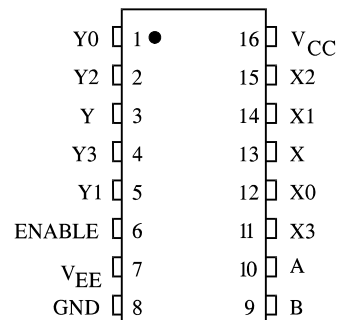 Y0 1 16 VCC
Y2 2 15 X2
Y 3 14 X1
Y3 4 13 X
Y1 5 12 X0
ENABLE 6 11 X3
VEE 7 10 A
GND 8 9 B